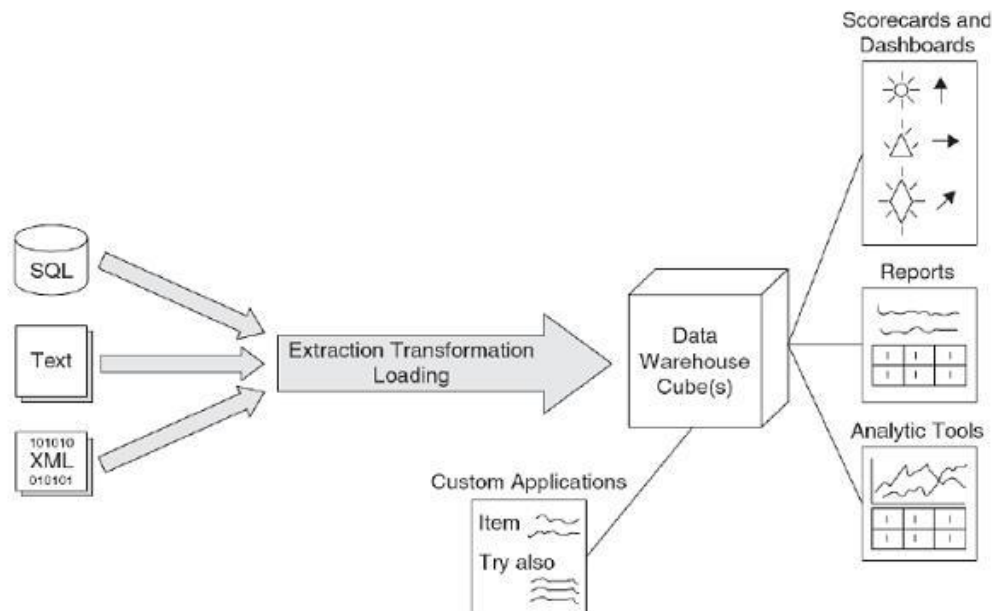 Scorecards and
Dashboards
SQL
Text
101010
XML
010101
Extraction Transformation
Loading
Data
Warehouse
Cube(s)
Reports
Analytic Tools
Custom Applications
Item
Try also